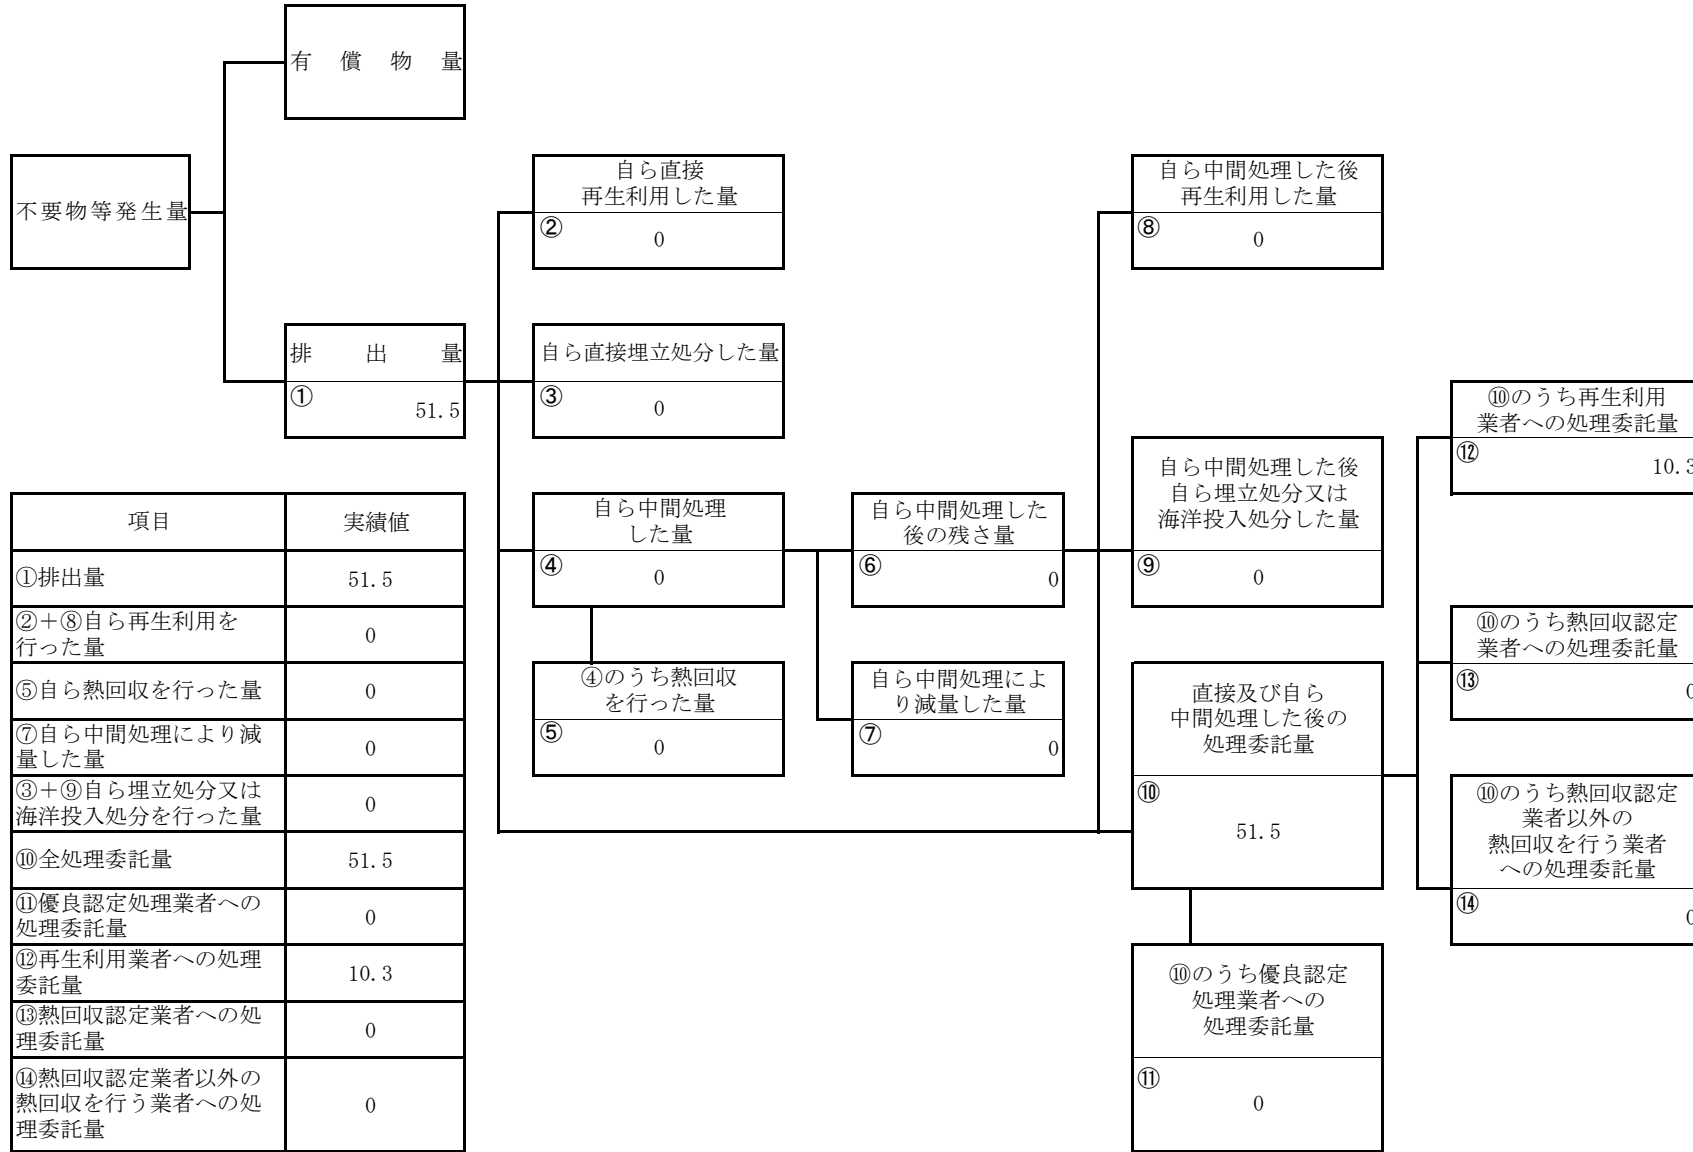 有償物量
不要物等発生量
自ら直接
再生利用した量
②
0
自ら中間処理した後
再生利用した量
⑧
0
排出量
①
51.5
自ら直接埋立処分した量
③
0
⑩のうち再生利用
業者への処理委託量
⑫
10.3
自ら中間処理した後
自ら埋立処分又は
海洋投入処分した量
⑨
0
自ら中間処理
した量
④
0
自ら中間処理した
後の残さ量
⑥
0
④のうち熱回収
を行った量
⑤
0
自ら中間処理によ
り減量した量
⑦
0
直接及び自ら
中間処理した後の
処理委託量
⑩
51.5
⑩のうち熱回収認定
業者への処理委託量
⑬
0
⑩のうち熱回収認定
業者以外の
熱回収を行う業者
への処理委託量
⑭
0
⑩のうち優良認定
処理業者への
処理委託量
⑪
0
項目 実績値
①排出量 51.5
②+⑧自ら再生利用を
行った量 0
⑤自ら熱回収を行った量 0
⑦自ら中間処理により減
量した量 0
③+⑨自ら埋立処分又は
海洋投入処分を行った量 0
⑩全処理委託量 51.5
⑪優良認定処理業者への
処理委託量 0
⑫再生利用業者への処理
委託量 10.3
⑬熱回収認定業者への処
理委託量 0
⑭熱回収認定業者以外の
熱回収を行う業者への処
理委託量 0